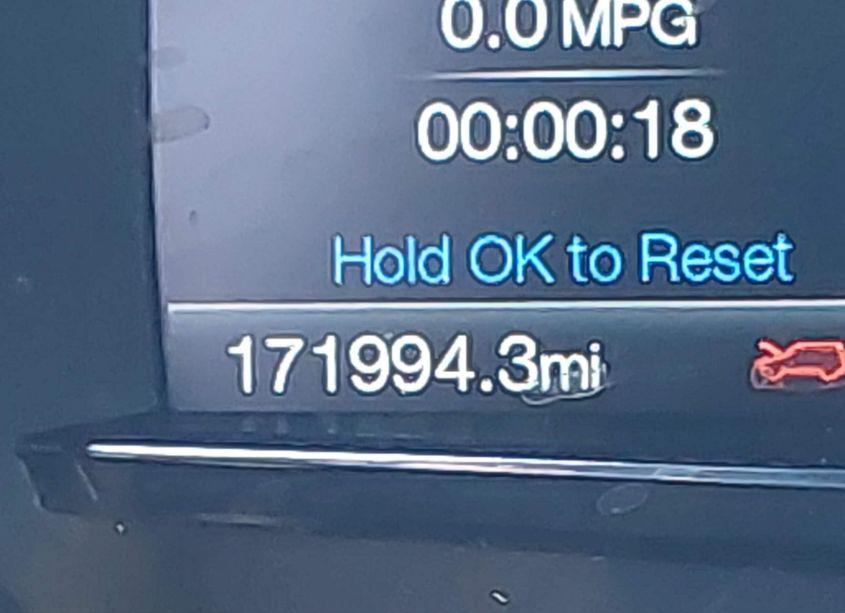 0.0 MPG
00:00:18
Hold OK to Reset
171994.3mi